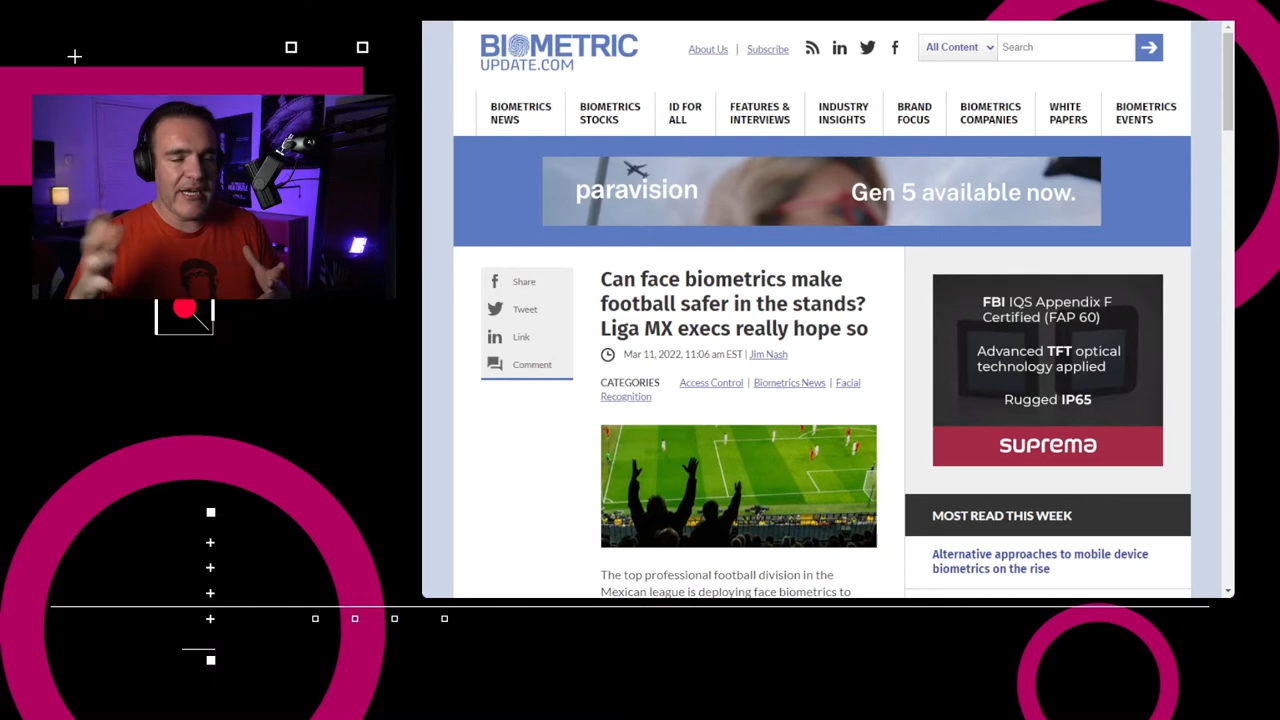 BIOMETRIC
UPDATE.COM
About Us | Subscribe
All Content
Search
BIOMETRICS NEWS
BIOMETRICS STOCKS
ID FOR ALL
FEATURES & INTERVIEWS
INDUSTRY INSIGHTS
BRAND FOCUS
BIOMETRICS COMPANIES
WHITE PAPERS
BIOMETRICS EVENTS
paravision
Gen 5 available now.
Share
Tweet
Link
Comment
Can face biometrics make
football safer in the stands?
Liga MX execs really hope so
Mar 11, 2022, 11:06 am EST | Jim Nash
CATEGORIES Access Control | Biometrics News | Facial
Recognition
The top professional football division in the
Mexican league is deploying face biometrics to
FBI IQS Appendix F
Certified (FAP 60)
Advanced TFT optical
technology applied
Rugged IP65
suprema
MOST READ THIS WEEK
Alternative approaches to mobile device
biometrics on the rise